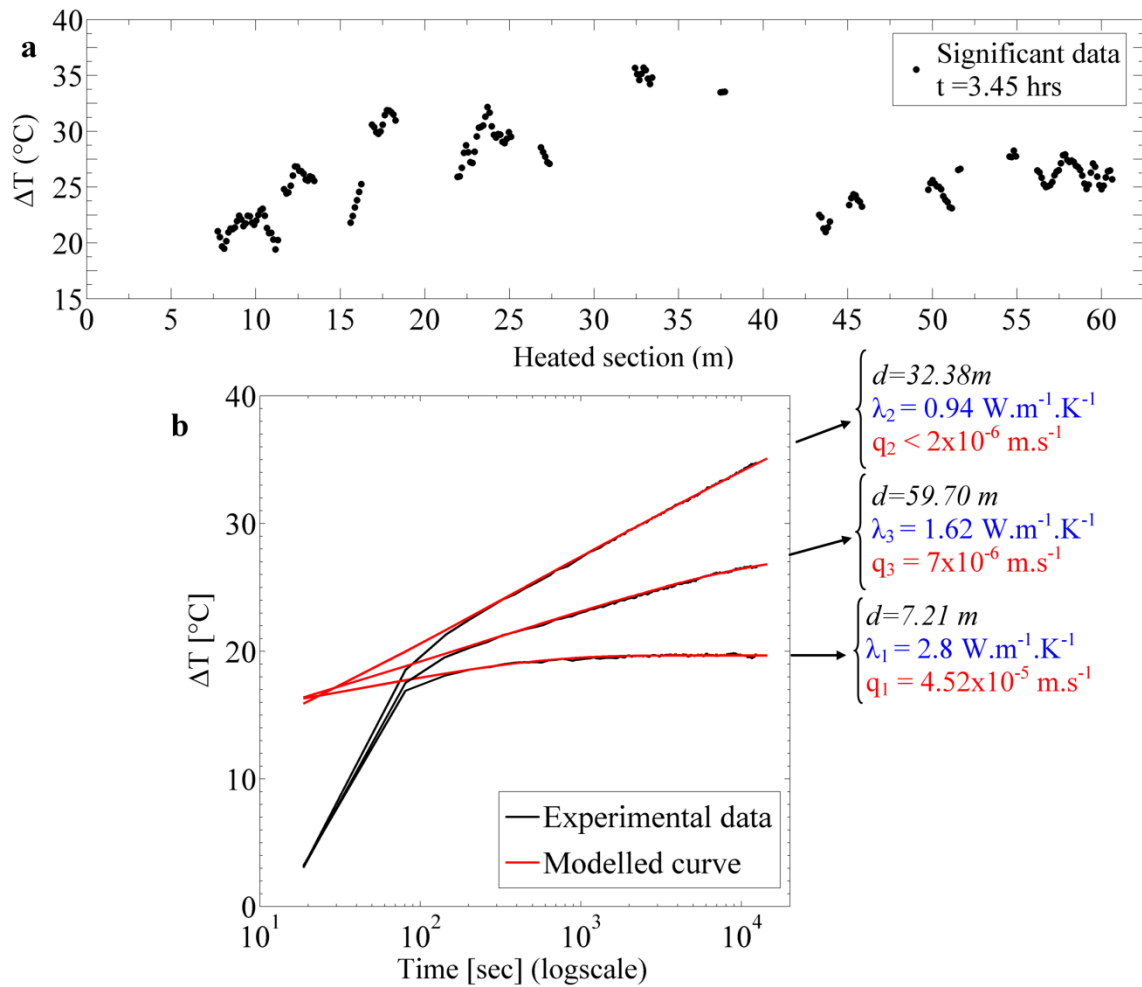 a
Significant data
t =3.45 hrs
40
35
30
25
20
15
ΔT (°C)
0 5 10 15 20 25 30 35 40 45 50 55 60
Heated section (m)
b
40
30
20
10
0
ΔT [°C]
10¹ 10² 10³ 10⁴
Time [sec] (logscale)
Experimental data
Modelled curve
d=32.38m
λ₂ = 0.94 W.m⁻¹.K⁻¹
q₂ < 2x10⁻⁶ m.s⁻¹
d=59.70 m
λ₃ = 1.62 W.m⁻¹.K⁻¹
q₃ = 7x10⁻⁶ m.s⁻¹
d=7.21 m
λ₁ = 2.8 W.m⁻¹.K⁻¹
q₁ = 4.52x10⁻⁵ m.s⁻¹